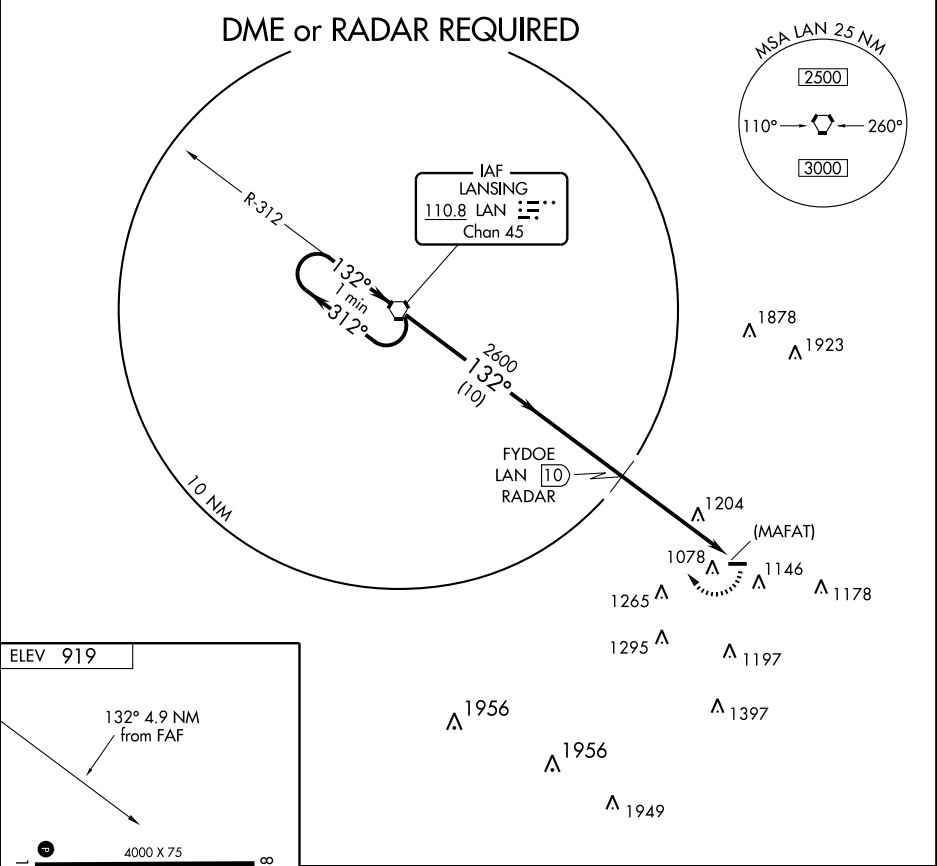 DME or RADAR REQUIRED
MSA LAN 25 NM
2500
110°
260°
3000
IAF
LANSING
110.8 LAN
Chan 45
R-312
132°
1 min
312°
2600
132°
(10)
1878
1923
FYDOE
LAN 10
RADAR
10 NM
1204
(MAFAT)
1078
1146
1178
1265
1295
1197
1397
1956
1956
1949
ELEV 919
132° 4.9 NM
from FAF
P
4000 X 75
8